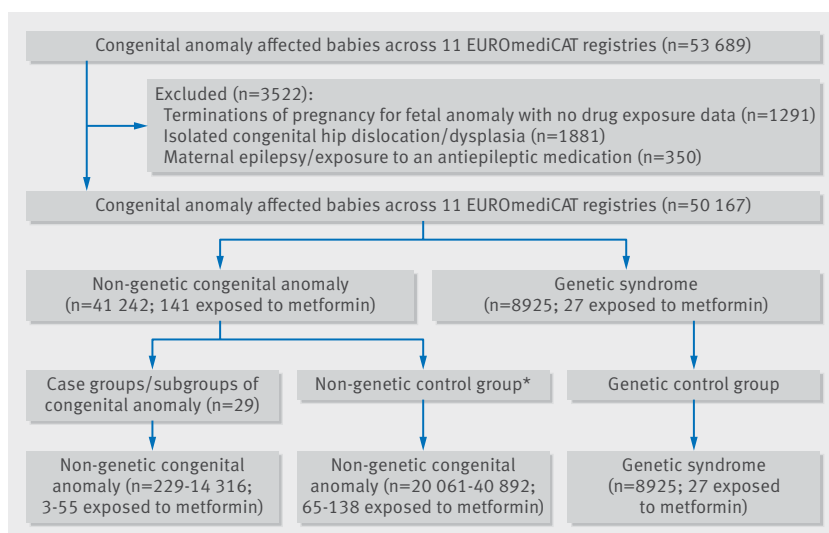 Congenital anomaly affected babies across 11 EUROmediCAT registries (n=53 689)
Excluded (n=3522):
Terminations of pregnancy for fetal anomaly with no drug exposure data (n=1291)
Isolated congenital hip dislocation/dysplasia (n=1881)
Maternal epilepsy/exposure to an antiepileptic medication (n=350)
Congenital anomaly affected babies across 11 EUROmediCAT registries (n=50 167)
Non-genetic congenital anomaly
(n=41 242; 141 exposed to metformin)
Genetic syndrome
(n=8925; 27 exposed to metformin)
Case groups/subgroups of
congenital anomaly (n=29)
Non-genetic control group*
Genetic control group
Non-genetic congenital
anomaly (n=229-14 316;
3-55 exposed to metformin)
Non-genetic congenital
anomaly (n=20 061-40 892;
65-138 exposed to metformin)
Genetic syndrome
(n=8925; 27 exposed
to metformin)